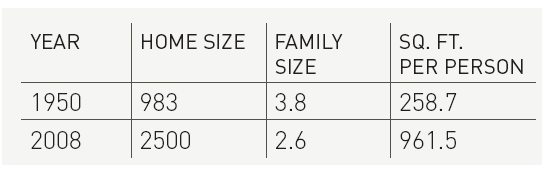 YEAR HOME SIZE FAMILY SIZE SQ. FT. PER PERSON
1950 983 3.8 258.7
2008 2500 2.6 961.5